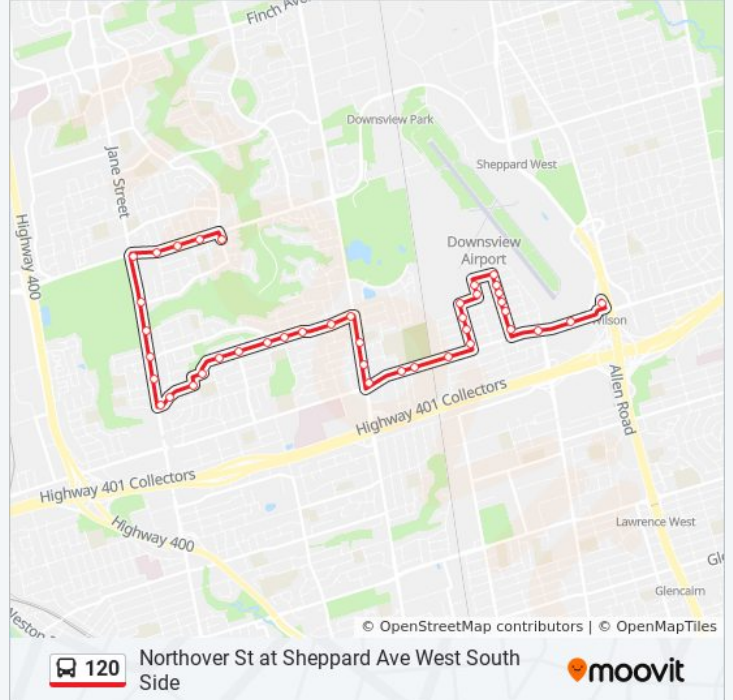 Finch Av
Downsview Park
Jane Street
Sheppard West
Highway 400
Downsview
Airport
Wilson
Highway 401 Collectors
Allen Road
Highway 401 Collectors
Highway 400
Lawrence West
Gl
Glencairn
Weston
© OpenStreetMap contributors | © OpenMapTiles
120
Northover St at Sheppard Ave West South
Side
moovit